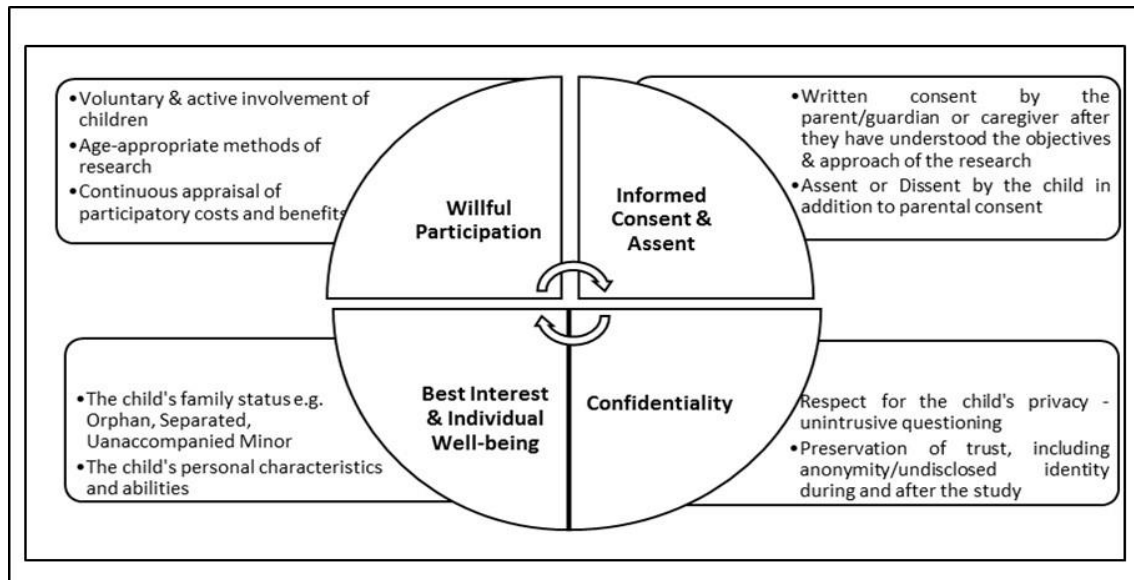 •Voluntary & active involvement of
children
•Age-appropriate methods of
research
•Continuous appraisal of
participatory costs and benefits
Willful
Participation
Informed
Consent &
Assent
•Written consent by the
parent/guardian or caregiver after
they have understood the objectives
& approach of the research
•Assent or Dissent by the child in
addition to parental consent
•The child's family status e.g.
Orphan, Separated,
Uanaccompanied Minor
•The child's personal characteristics
and abilities
Best Interest
& Individual
Well-being
Confidentiality
Respect for the child's privacy -
unintrusive questioning
•Preservation of trust, including
anonymity/undisclosed identity
during and after the study